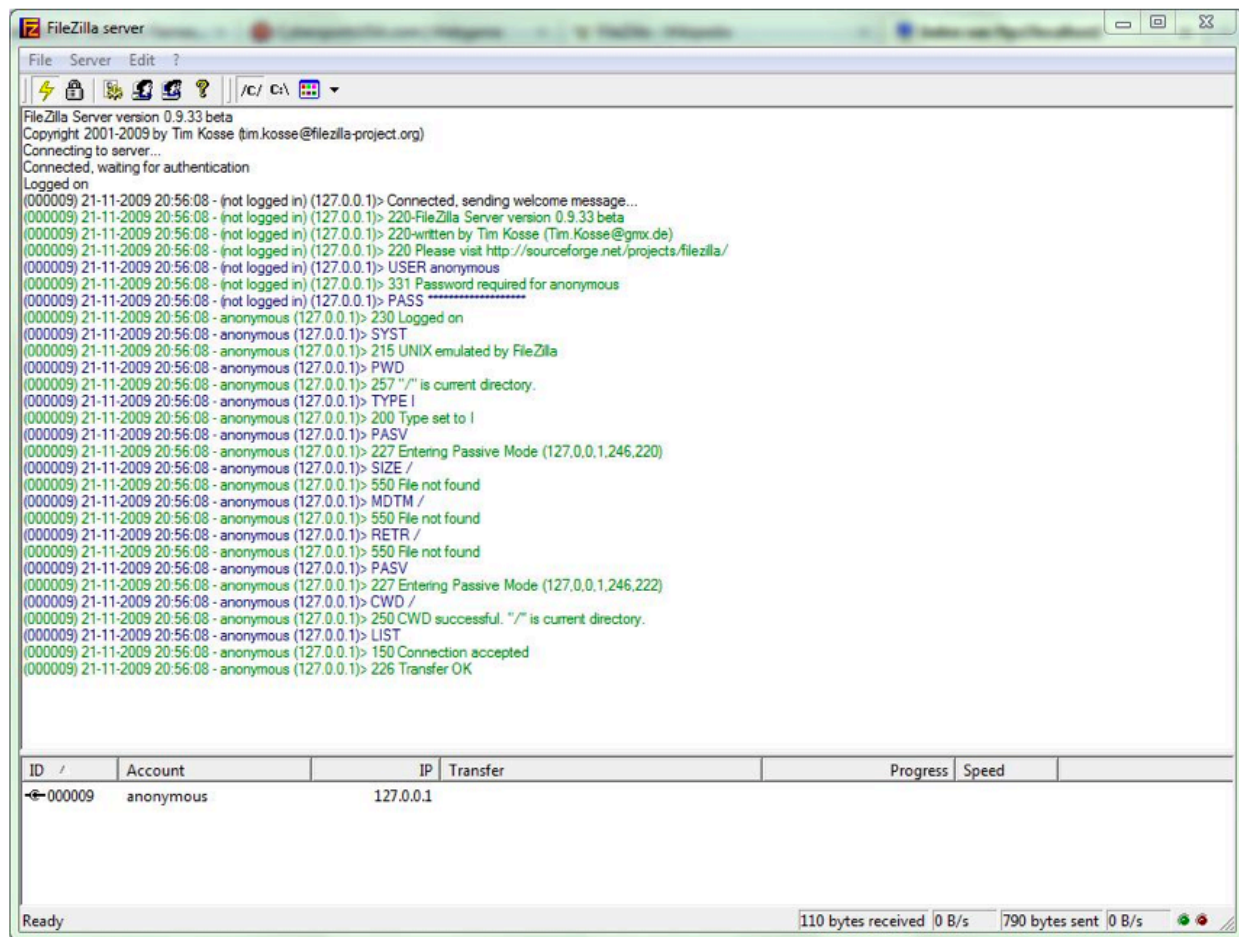 FileZilla server
File Server Edit ?
/C/ C:\
FileZilla Server version 0.9.33 beta
Copyright 2001-2009 by Tim Kosse (tim.kosse@filezilla-project.org)
Connecting to server...
Connected, waiting for authentication
Logged on
(000009) 21-11-2009 20:56:08 - (not logged in) (127.0.0.1)> Connected, sending welcome message...
(000009) 21-11-2009 20:56:08 - (not logged in) (127.0.0.1)> 220-FileZilla Server version 0.9.33 beta
(000009) 21-11-2009 20:56:08 - (not logged in) (127.0.0.1)> 220-written by Tim Kosse (Tim.Kosse@gmx.de)
(000009) 21-11-2009 20:56:08 - (not logged in) (127.0.0.1)> 220 Please visit http://sourceforge.net/projects/filezilla/
(000009) 21-11-2009 20:56:08 - (not logged in) (127.0.0.1)> USER anonymous
(000009) 21-11-2009 20:56:08 - (not logged in) (127.0.0.1)> 331 Password required for anonymous
(000009) 21-11-2009 20:56:08 - (not logged in) (127.0.0.1)> PASS ********************
(000009) 21-11-2009 20:56:08 - anonymous (127.0.0.1)> 230 Logged on
(000009) 21-11-2009 20:56:08 - anonymous (127.0.0.1)> SYST
(000009) 21-11-2009 20:56:08 - anonymous (127.0.0.1)> 215 UNIX emulated by FileZilla
(000009) 21-11-2009 20:56:08 - anonymous (127.0.0.1)> PWD
(000009) 21-11-2009 20:56:08 - anonymous (127.0.0.1)> 257 "/" is current directory.
(000009) 21-11-2009 20:56:08 - anonymous (127.0.0.1)> TYPE I
(000009) 21-11-2009 20:56:08 - anonymous (127.0.0.1)> 200 Type set to I
(000009) 21-11-2009 20:56:08 - anonymous (127.0.0.1)> PASV
(000009) 21-11-2009 20:56:08 - anonymous (127.0.0.1)> 227 Entering Passive Mode (127,0,0,1,246,220)
(000009) 21-11-2009 20:56:08 - anonymous (127.0.0.1)> SIZE /
(000009) 21-11-2009 20:56:08 - anonymous (127.0.0.1)> 550 File not found
(000009) 21-11-2009 20:56:08 - anonymous (127.0.0.1)> MDTM /
(000009) 21-11-2009 20:56:08 - anonymous (127.0.0.1)> 550 File not found
(000009) 21-11-2009 20:56:08 - anonymous (127.0.0.1)> RETR /
(000009) 21-11-2009 20:56:08 - anonymous (127.0.0.1)> 550 File not found
(000009) 21-11-2009 20:56:08 - anonymous (127.0.0.1)> PASV
(000009) 21-11-2009 20:56:08 - anonymous (127.0.0.1)> 227 Entering Passive Mode (127,0,0,1,246,222)
(000009) 21-11-2009 20:56:08 - anonymous (127.0.0.1)> CWD /
(000009) 21-11-2009 20:56:08 - anonymous (127.0.0.1)> 250 CWD successful. "/" is current directory.
(000009) 21-11-2009 20:56:08 - anonymous (127.0.0.1)> LIST
(000009) 21-11-2009 20:56:08 - anonymous (127.0.0.1)> 150 Connection accepted
(000009) 21-11-2009 20:56:08 - anonymous (127.0.0.1)> 226 Transfer OK
ID / Account IP Transfer Progress Speed
000009 anonymous 127.0.0.1
Ready 110 bytes received 0 B/s 790 bytes sent 0 B/s